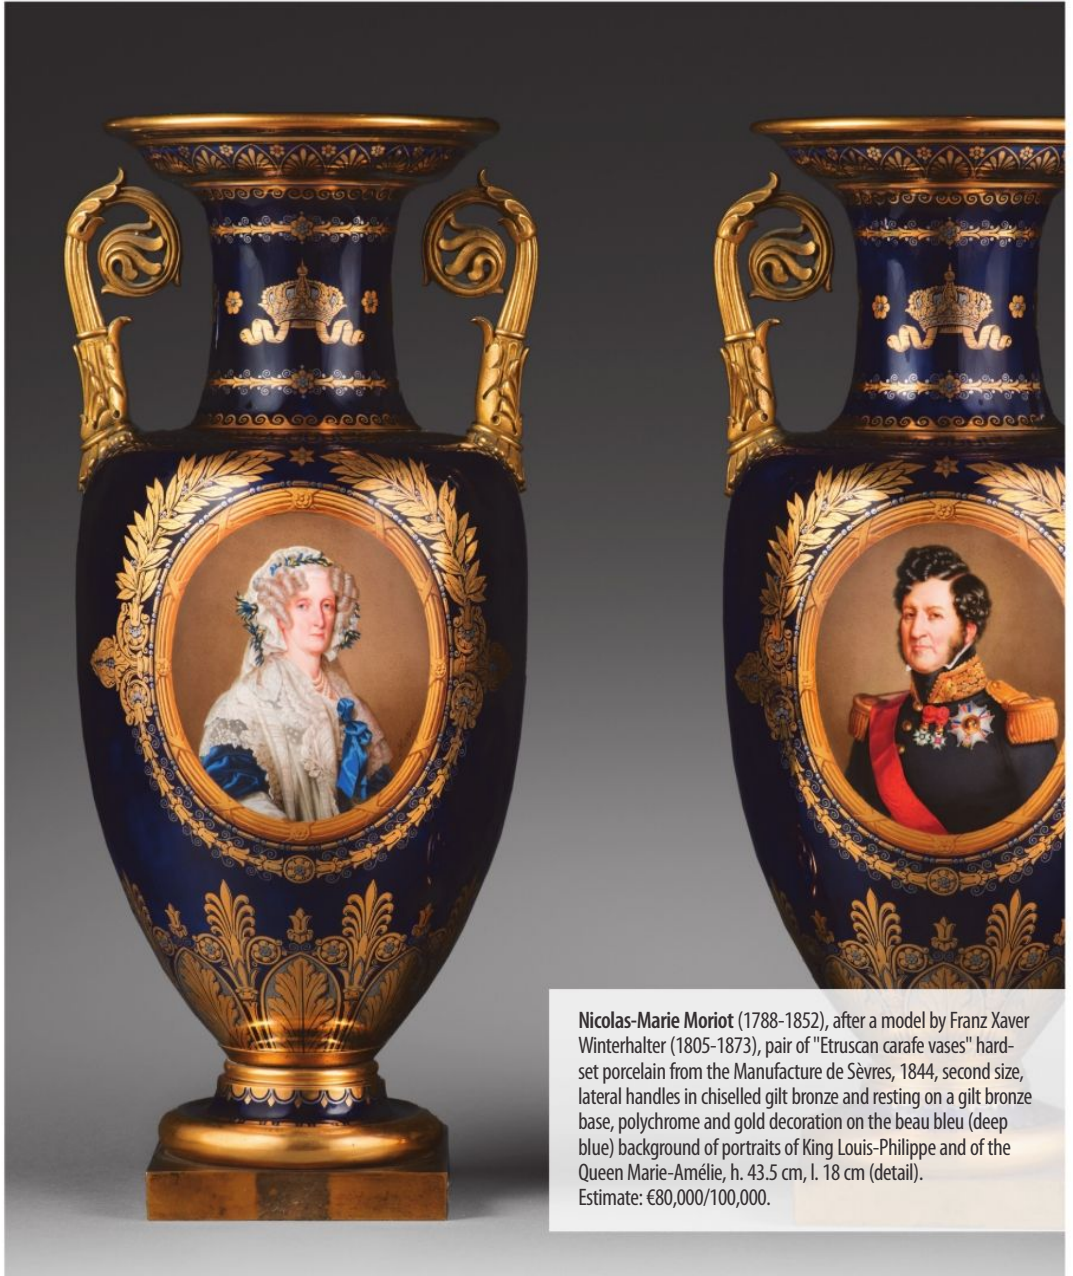 Nicolas-Marie Moriot (1788-1852), after a model by Franz Xaver
Winterhalter (1805-1873), pair of "Etruscan carafe vases" hard-
set porcelain from the Manufacture de Sèvres, 1844, second size,
lateral handles in chiselled gilt bronze and resting on a gilt bronze
base, polychrome and gold decoration on the beau bleu (deep
blue) background of portraits of King Louis-Philippe and of the
Queen Marie-Amélie, h. 43.5 cm, l. 18 cm (detail).
Estimate: €80,000/100,000.